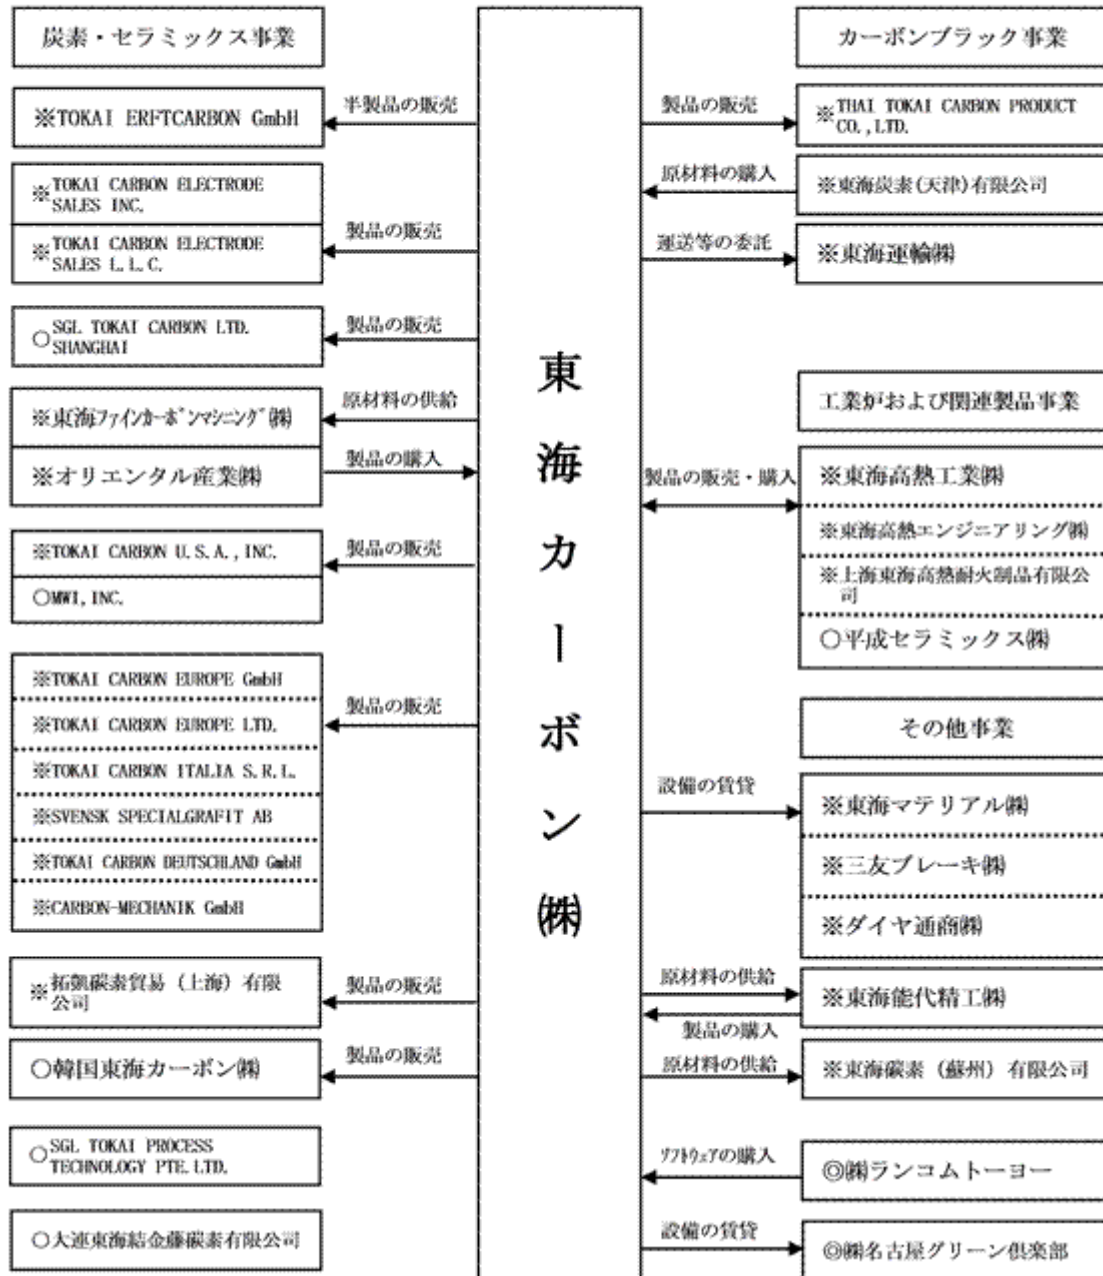 炭素・セラミックス事業
半製品の販売
※TOKAI ERFTCARBON GmbH
※TOKAI CARBON ELECTRODE
SALES INC.
製品の販売
※TOKAI CARBON ELECTRODE
SALES L.L.C.
製品の販売
○SGL TOKAI CARBON LTD.
SHANGHAI
原材料の供給
※東海ファインカーボンマシニング㈱
製品の購入
※オリエンタル産業㈱
製品の販売
※TOKAI CARBON U.S.A.,INC.
○MWI,INC.
製品の販売
※TOKAI CARBON EUROPE GmbH
※TOKAI CARBON EUROPE LTD.
※TOKAI CARBON ITALIA S.R.L.
※SVENSK SPECIALGRAFIT AB
※TOKAI CARBON DEUTSCHLAND GmbH
※CARBON-MECHANIK GmbH
製品の販売
※拓凱碳素貿易（上海）有限
公司
製品の販売
○韓国東海カーボン㈱
○SGL TOKAI PROCESS
TECHNOLOGY PTE.LTD.
○大連東海結金藤碳素有限公司
東海カーボン㈱
カーボンブラック事業
製品の販売
※THAI TOKAI CARBON PRODUCT
CO.,LTD.
原材料の購入
※東海炭素(天津)有限公司
運送等の委託
※東海運輸㈱
工業炉および関連製品事業
製品の販売・購入
※東海高熱工業㈱
※東海高熱エンジニアリング㈱
※上海東海高熱耐火制品有限公
司
○平成セラミックス㈱
その他事業
設備の賃貸
※東海マテリアル㈱
※三友ブレーキ㈱
※ダイヤ通商㈱
原材料の供給
※東海能代精工㈱
製品の購入
原材料の供給
※東海碳素（蘇州）有限公司
ソフトウェアの購入
◎㈱ランコムトーヨー
設備の賃貸
◎㈱名古屋グリーン倶楽部